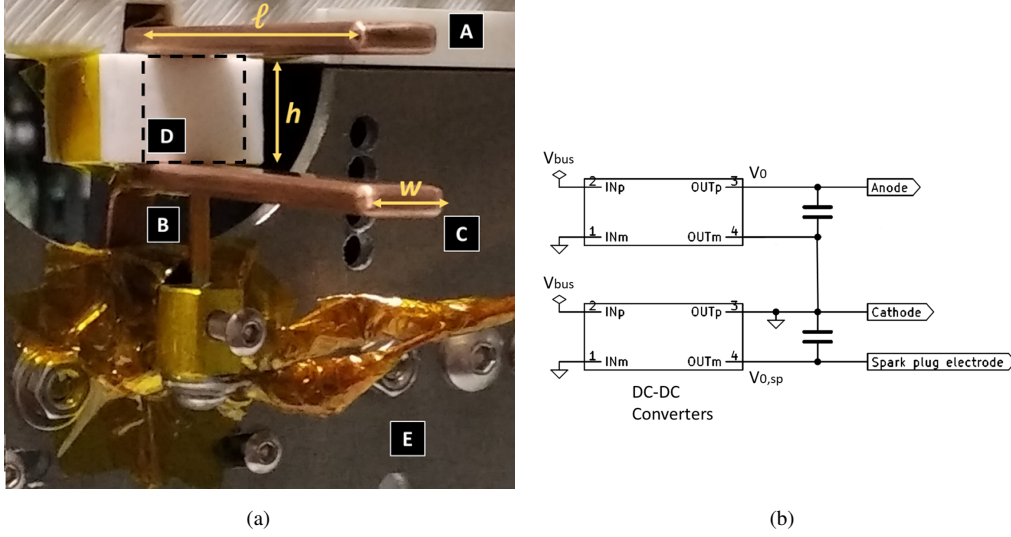 ℓ
A
h
D
w
B
C
E
(a)
Vbus
2 INp OUTp 3 V0
Anode
1 INm OUTm 4
Vbus
2 INp OUTp 3
Cathode
1 INm OUTm 4
Spark plug electrode
V0,sp
DC-DC
Converters
(b)